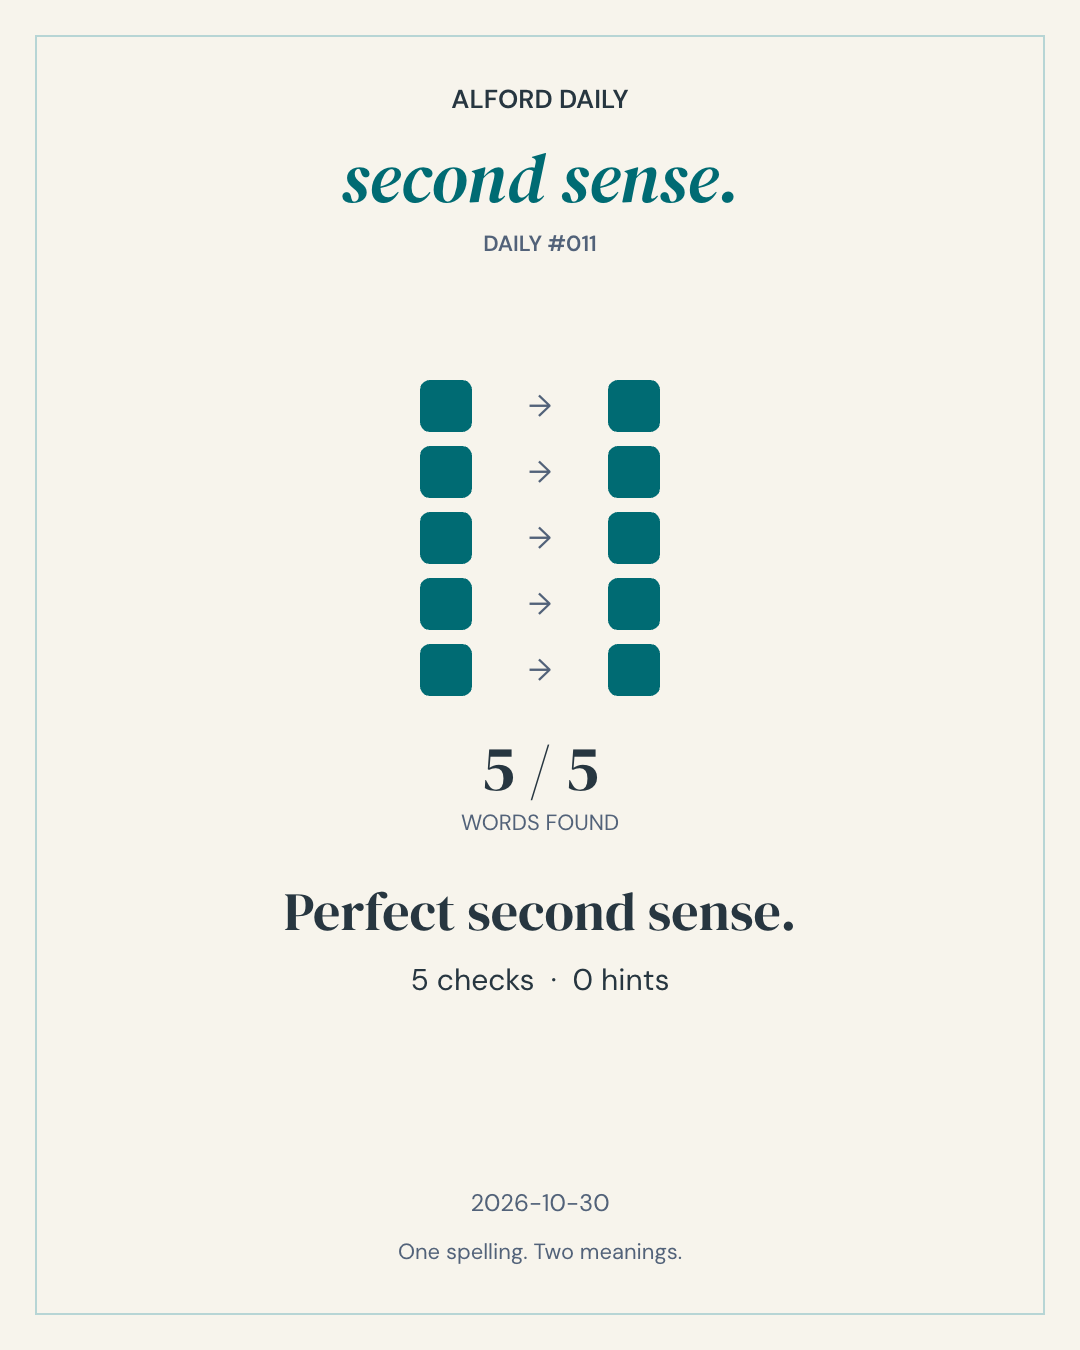 ALFORD DAILY
second sense.
DAILY #011
→
→
→
→
→
5 / 5
WORDS FOUND
Perfect second sense.
5 checks · 0 hints
2026-10-30
One spelling. Two meanings.